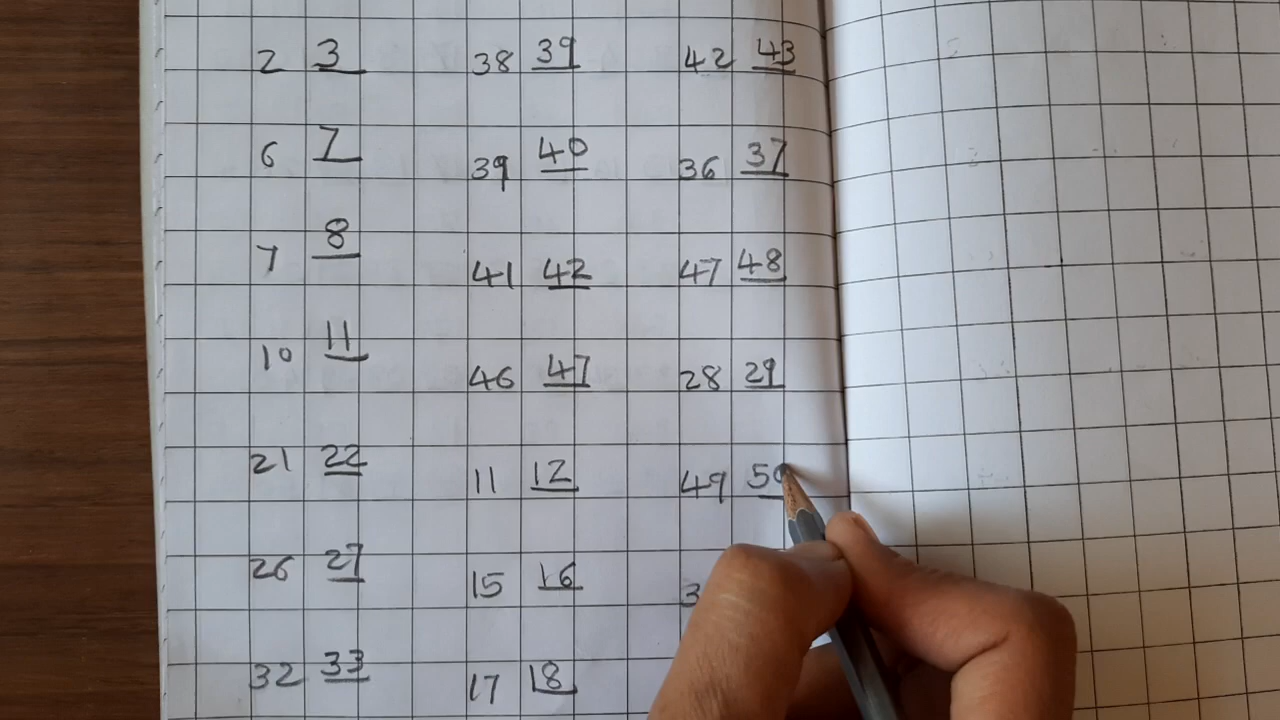 2 3 38 39 42 43
6 7 39 40 36 37
7 8 41 42 47 48
10 11 46 47 28 29
21 22 11 12 49 50
26 27 15 16 3
32 33 17 18